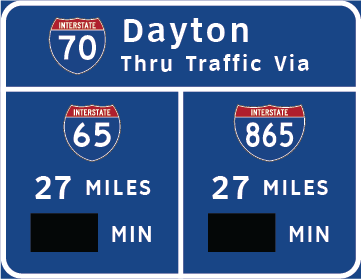 INTERSTATE
70
Dayton
Thru Traffic Via
INTERSTATE
65
27 MILES
MIN
INTERSTATE
865
27 MILES
MIN